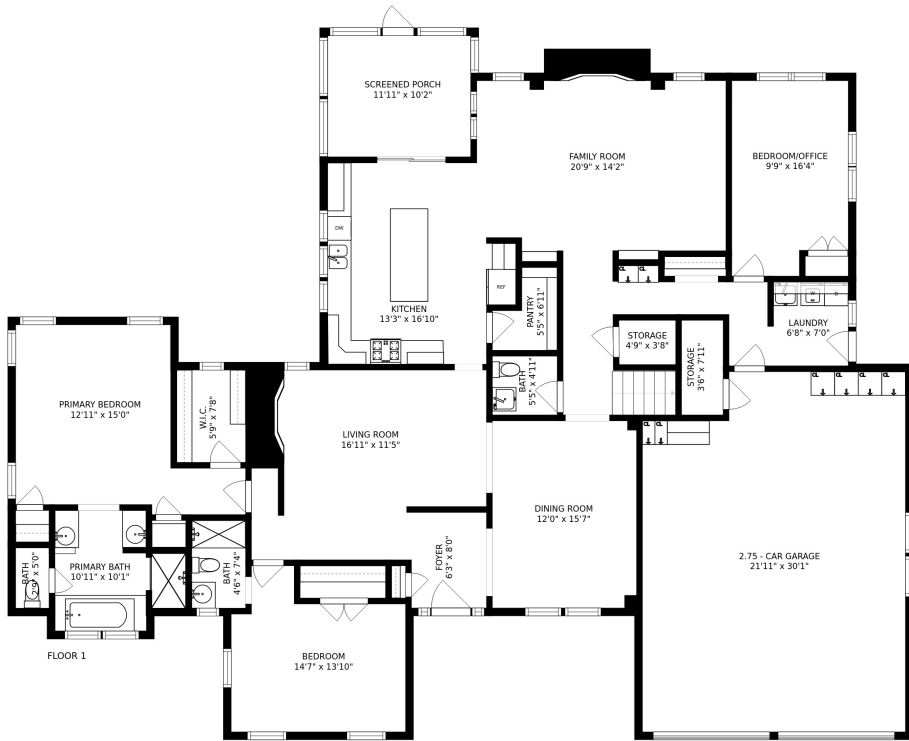 SCREENED PORCH
11'11" x 10'2"
FAMILY ROOM
20'9" x 14'2"
BEDROOM/OFFICE
9'9" x 16'4"
DW
REF
KITCHEN
13'3" x 16'10"
PANTRY
5'5" x 6'11"
P
P
W
D
LAUNDRY
6'8" x 7'0"
STORAGE
4'9" x 3'8"
STORAGE
3'6" x 7'11"
BATH
5'5" x 4'11"
P
P
P
P
PRIMARY BEDROOM
12'11" x 15'0"
W.I.C.
5'9" x 7'8"
LIVING ROOM
16'11" x 11'5"
P
P
DINING ROOM
12'0" x 15'7"
2.75 - CAR GARAGE
21'11" x 30'1"
FOYER
6'3" x 8'0"
BATH
2'9" x 5'0"
PRIMARY BATH
10'11" x 10'1"
BATH
4'6" x 7'4"
BEDROOM
14'7" x 13'10"
FLOOR 1